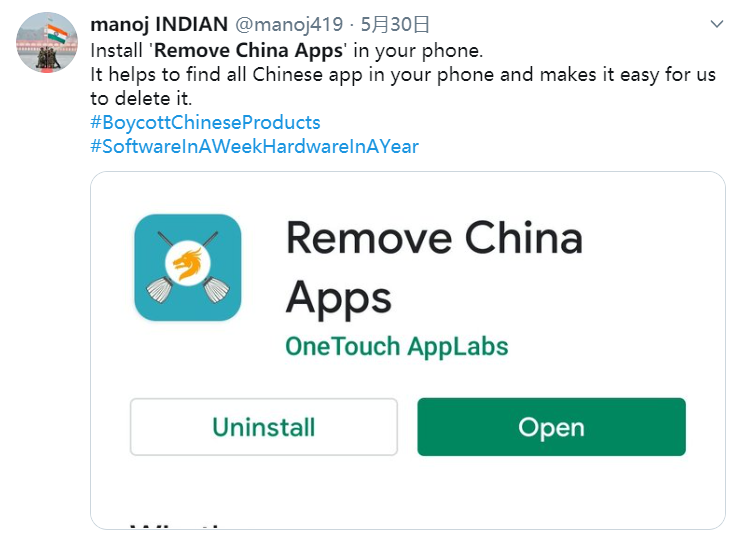 manoj INDIAN @manoj419 · 5月30日
Install 'Remove China Apps' in your phone.
It helps to find all Chinese app in your phone and makes it easy for us
to delete it.
#BoycottChineseProducts
#SoftwareInAWeekHardwareInAYear
Remove China
Apps
OneTouch AppLabs
Uninstall
Open